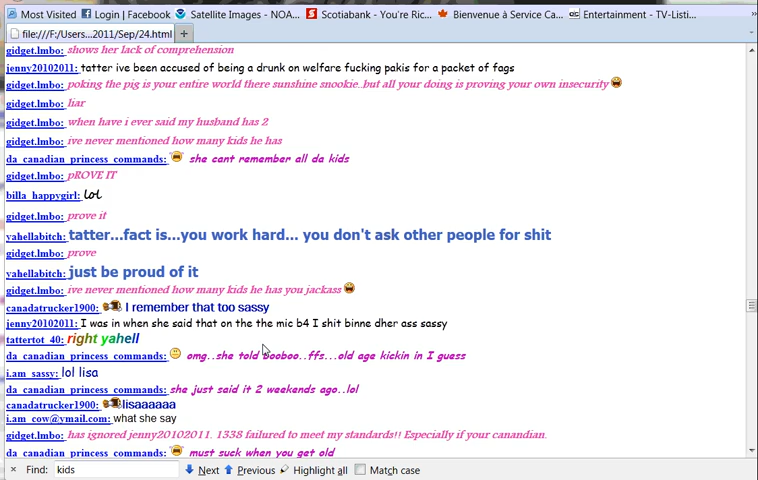 Most Visited Login | Facebook Satellite Images - NOA... Scotiabank - You're Ric... Bienvenue à Service Ca... Entertainment - TV-Listi...
file:///F:/Users...2011/Sep/24.html
gidget.lmbo: shows her lack of comprehension
jenny20102011: tatter ive been accused of being a drunk on welfare fucking pakis for a packet of fags
gidget.lmbo: poking the pig is your entire world there sunshine snookie..but all your doing is proving your own insecurity
gidget.lmbo: liar
gidget.lmbo: when have i ever said my husband has 2
gidget.lmbo: ive never mentioned how many kids he has
da_canadian_princess_commands: she cant remember all da kids
gidget.lmbo: pROVE IT
billa_happygirl: lol
gidget.lmbo: prove it
yahellabitch: tatter...fact is...you work hard... you don't ask other people for shit
gidget.lmbo: prove
yahellabitch: just be proud of it
gidget.lmbo: ive never mentioned how many kids he has you jackass
canadatrucker1900: I remember that too sassy
jenny20102011: I was in when she said that on the the mic b4 I shit binne dher ass sassy
tattertot_40: right yahell
da_canadian_princess_commands: omg..she told booboo..ffs...old age kickin in I guess
i.am_sassy: lol lisa
da_canadian_princess_commands: she just said it 2 weekends ago..lol
canadatrucker1900: lisaaaaaa
i.am_cow@ymail.com: what she say
gidget.lmbo: has ignored jenny20102011. 1338 failed to meet my standards!! Especially if your canandian.
da_canadian_princess_commands: must suck when you get old
Find: kids Next Previous Highlight all Match case